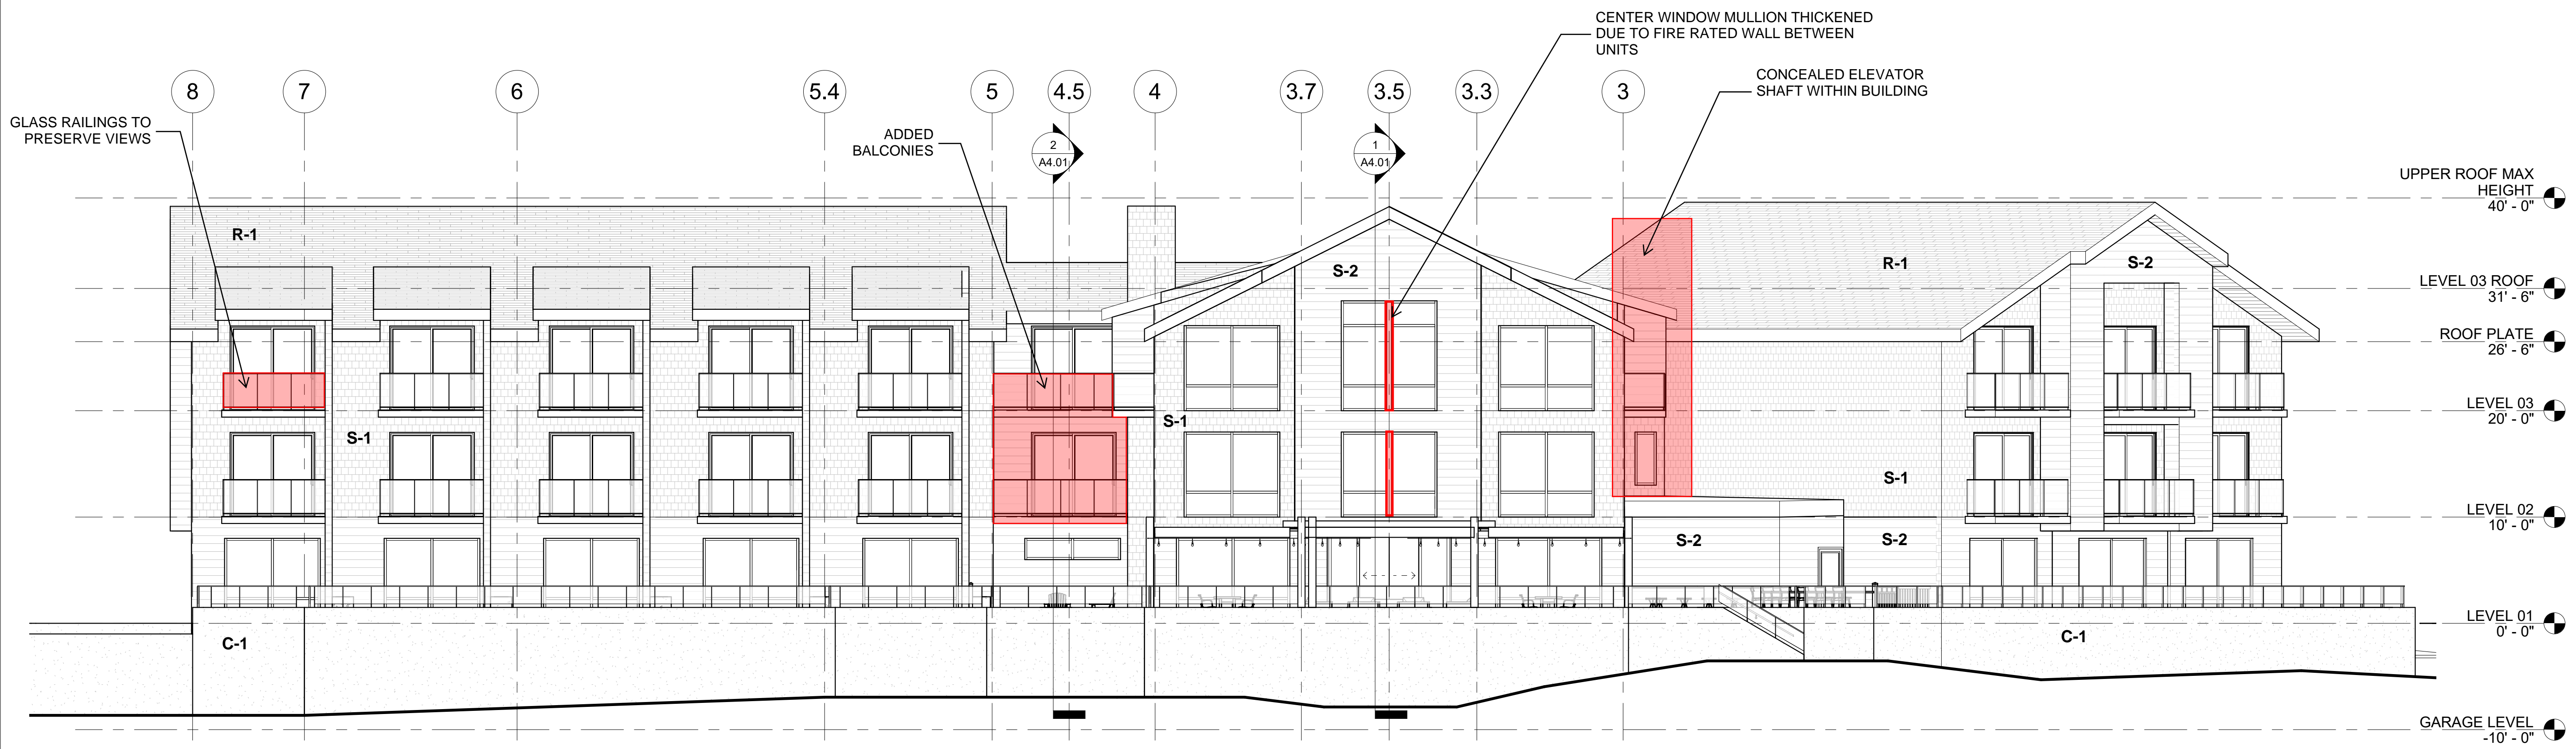 CENTER WINDOW MULLION THICKENED
DUE TO FIRE RATED WALL BETWEEN
UNITS
CONCEALED ELEVATOR
SHAFT WITHIN BUILDING
8
7
6
5.4
5
4.5
4
3.7
3.5
3.3
3
GLASS RAILINGS TO
PRESERVE VIEWS
ADDED
BALCONIES
2
A4.01
1
A4.01
UPPER ROOF MAX
HEIGHT
40' - 0"
R-1
S-2
R-1
S-2
LEVEL 03 ROOF
31' - 6"
ROOF PLATE
26' - 6"
LEVEL 03
20' - 0"
S-1
S-1
S-1
LEVEL 02
10' - 0"
S-2
S-2
LEVEL 01
0' - 0"
C-1
C-1
GARAGE LEVEL
-10' - 0"